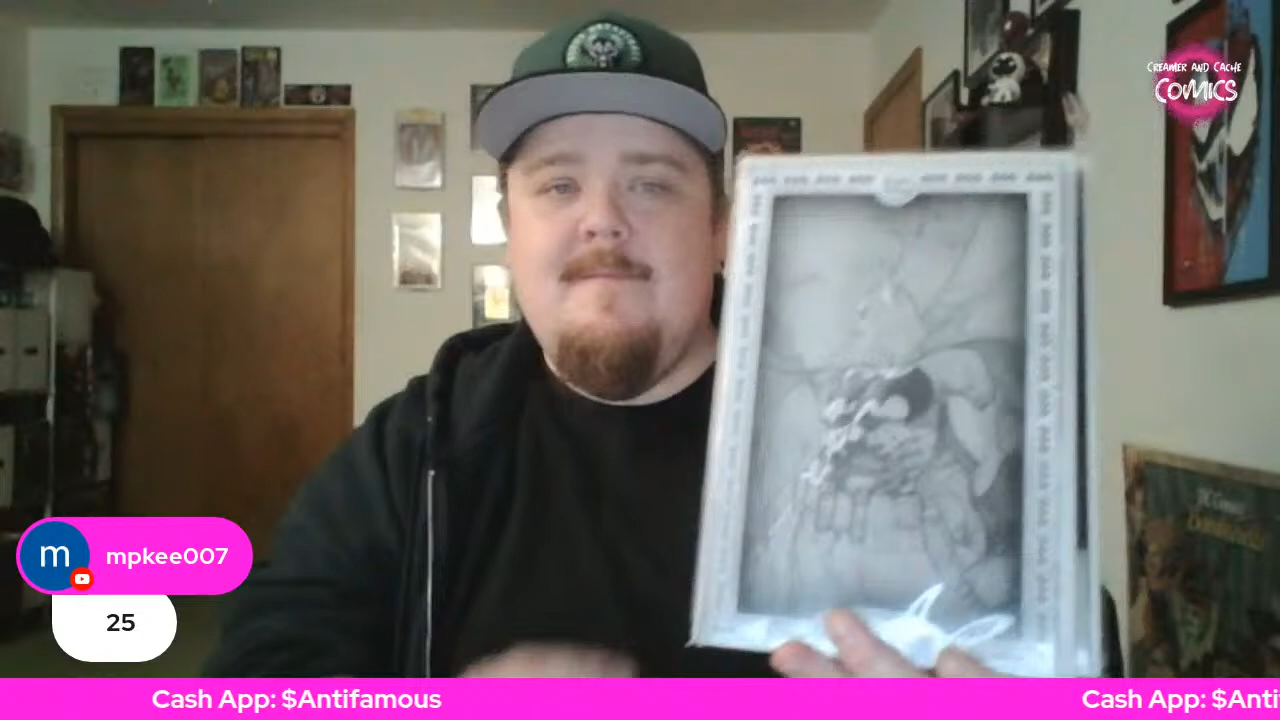 CREAMER AND CACHE
COMICS
m
mpkee007
25
Cash App: $Antifamous
Cash App: $Anti